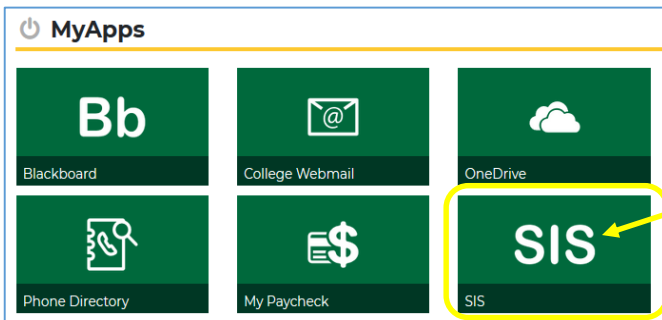 MyApps
Bb
@
Blackboard
College Webmail
OneDrive
$
SIS
Phone Directory
My Paycheck
SIS